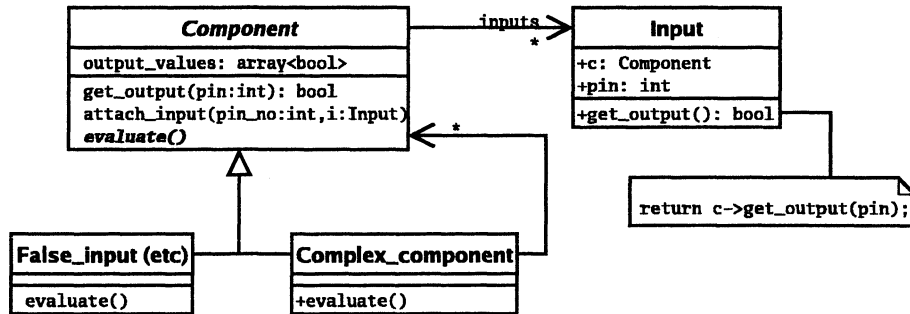 Component
output_values: array<bool>
get_output(pin:int): bool
attach_input(pin_no:int,i:Input)
evaluate()
inputs
*
Input
+c: Component
+pin: int
+get_output(): bool
*
return c->get_output(pin);
False_input (etc)
evaluate()
Complex_component
+evaluate()